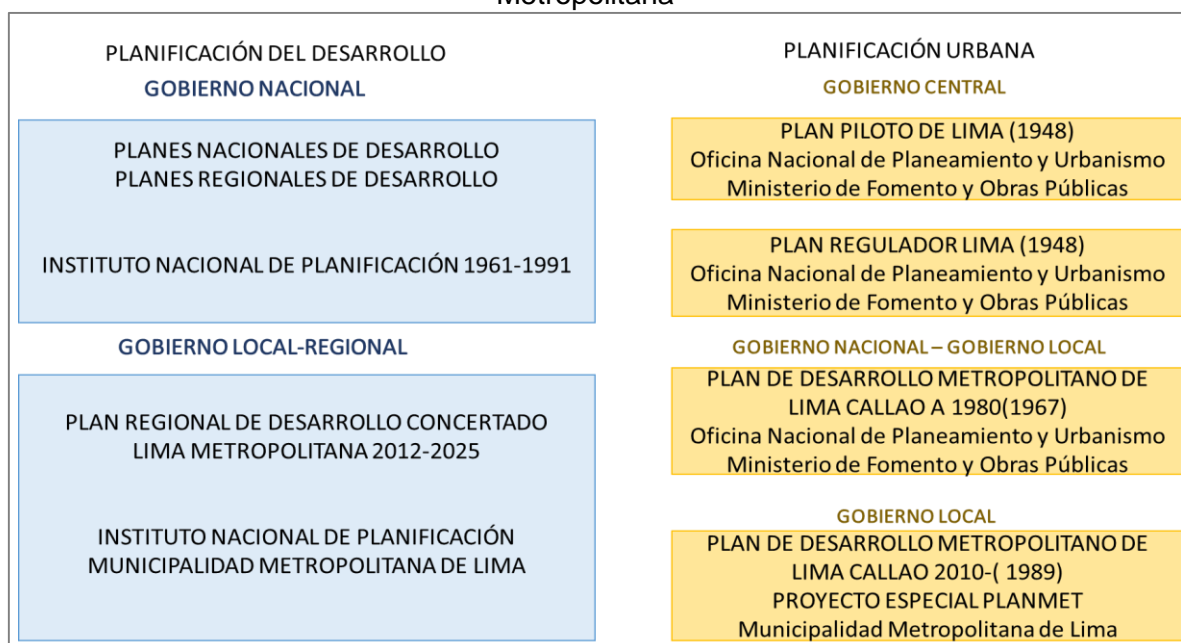 Metropolitana
PLANIFICACIÓN DEL DESARROLLO
GOBIERNO NACIONAL
PLANES NACIONALES DE DESARROLLO
PLANES REGIONALES DE DESARROLLO
INSTITUTO NACIONAL DE PLANIFICACIÓN 1961-1991
GOBIERNO LOCAL-REGIONAL
PLAN REGIONAL DE DESARROLLO CONCERTADO
LIMA METROPOLITANA 2012-2025
INSTITUTO NACIONAL DE PLANIFICACIÓN
MUNICIPALIDAD METROPOLITANA DE LIMA
PLANIFICACIÓN URBANA
GOBIERNO CENTRAL
PLAN PILOTO DE LIMA (1948)
Oficina Nacional de Planeamiento y Urbanismo
Ministerio de Fomento y Obras Públicas
PLAN REGULADOR LIMA (1948)
Oficina Nacional de Planeamiento y Urbanismo
Ministerio de Fomento y Obras Públicas
GOBIERNO NACIONAL – GOBIERNO LOCAL
PLAN DE DESARROLLO METROPOLITANO DE
LIMA CALLAO A 1980(1967)
Oficina Nacional de Planeamiento y Urbanismo
Ministerio de Fomento y Obras Públicas
GOBIERNO LOCAL
PLAN DE DESARROLLO METROPOLITANO DE
LIMA CALLAO 2010-( 1989)
PROYECTO ESPECIAL PLANMET
Municipalidad Metropolitana de Lima